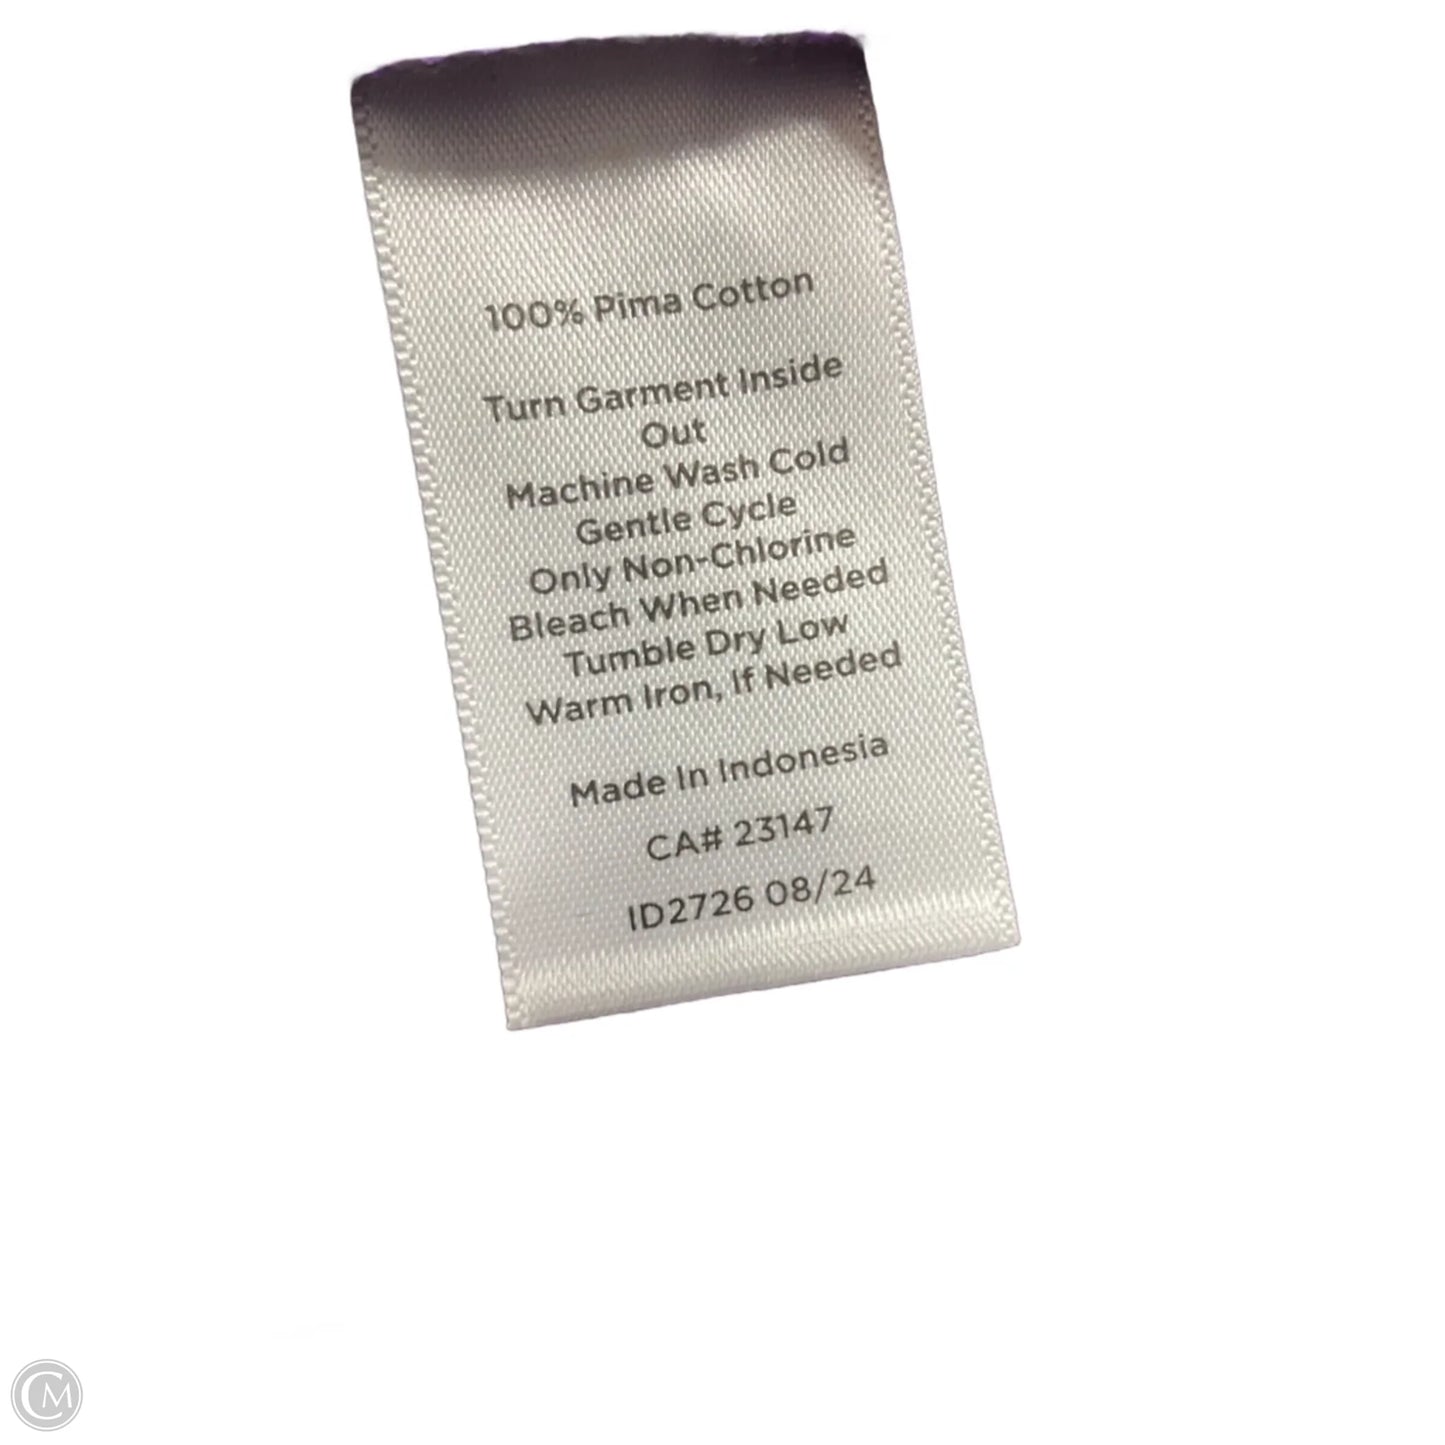 100% Pima Cotton
Turn Garment Inside
Out
Machine Wash Cold
Gentle Cycle
Only Non-Chlorine
Bleach When Needed
Tumble Dry Low
Warm Iron, If Needed
Made In Indonesia
CA# 23147
ID2726 08/24
CM